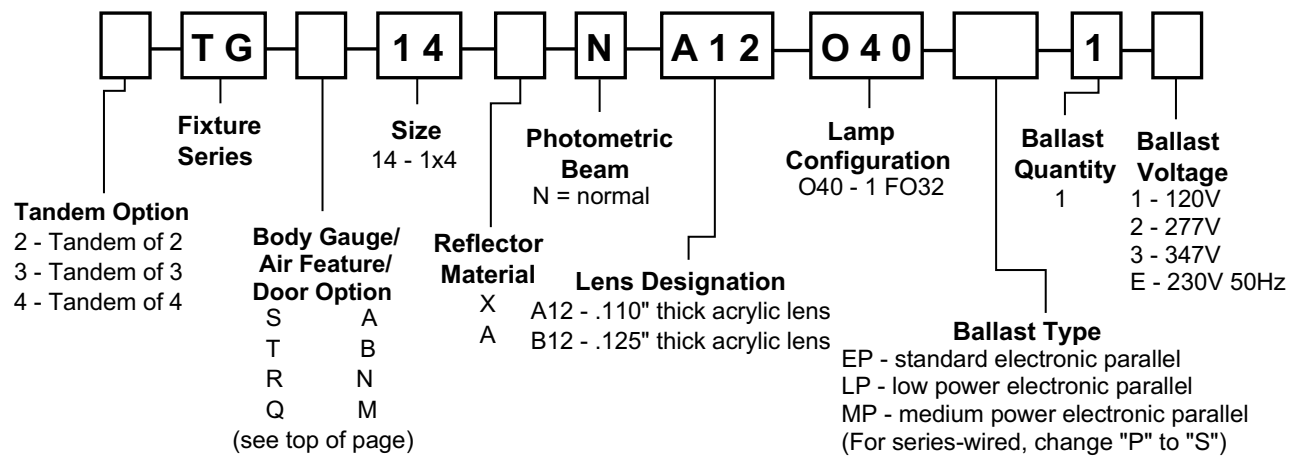 T G 14 N A 1 2 O 4 0 1
Fixture
Series
Size
14 - 1x4
Photometric
Beam
N = normal
Lamp
Configuration
O40 - 1 FO32
Ballast
Quantity
1
Ballast
Voltage
1 - 120V
2 - 277V
3 - 347V
E - 230V 50Hz
Tandem Option
2 - Tandem of 2
3 - Tandem of 3
4 - Tandem of 4
Body Gauge/
Air Feature/
Door Option
S A
T B
R N
Q M
(see top of page)
Reflector
Material
X
A
Lens Designation
A12 - .110" thick acrylic lens
B12 - .125" thick acrylic lens
Ballast Type
EP - standard electronic parallel
LP - low power electronic parallel
MP - medium power electronic parallel
(For series-wired, change "P" to "S")